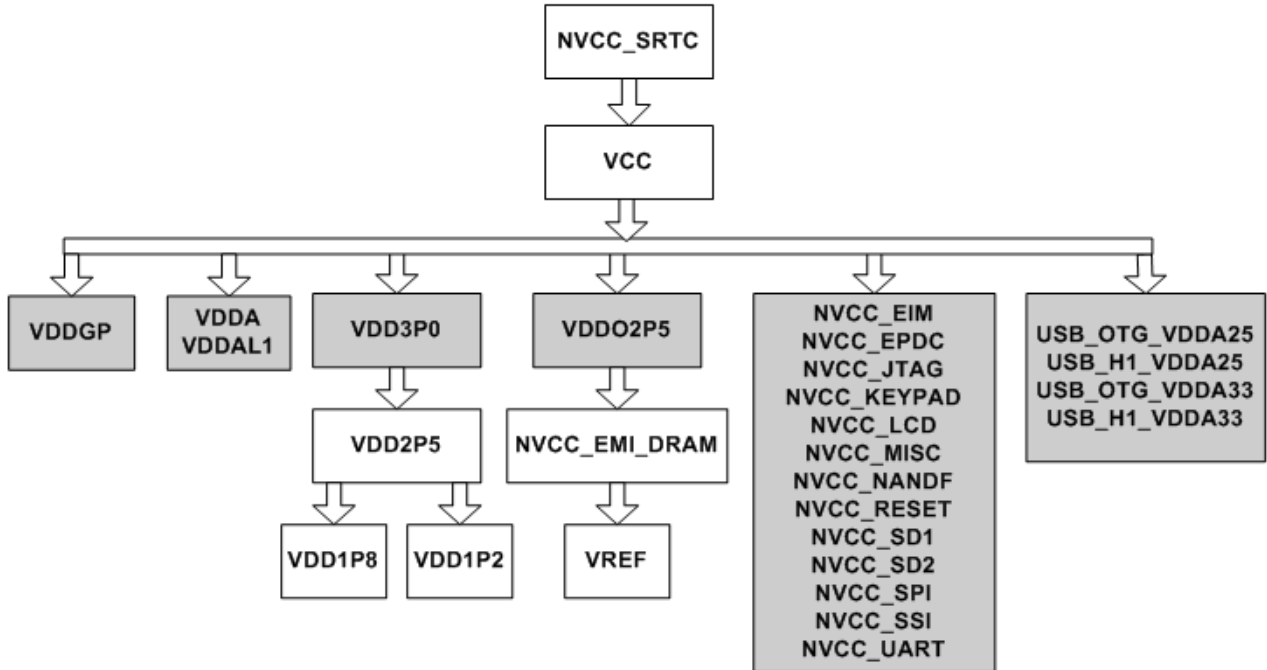 NVCC_SRTC
VCC
VDDGP
VDDA
VDDAL1
VDD3P0
VDDO2P5
NVCC_EIM
NVCC_EPDC
NVCC_JTAG
NVCC_KEYPAD
NVCC_LCD
NVCC_MISC
NVCC_NANDF
NVCC_RESET
NVCC_SD1
NVCC_SD2
NVCC_SPI
NVCC_SSI
NVCC_UART
USB_OTG_VDDA25
USB_H1_VDDA25
USB_OTG_VDDA33
USB_H1_VDDA33
VDD2P5
NVCC_EMI_DRAM
VDD1P8
VDD1P2
VREF